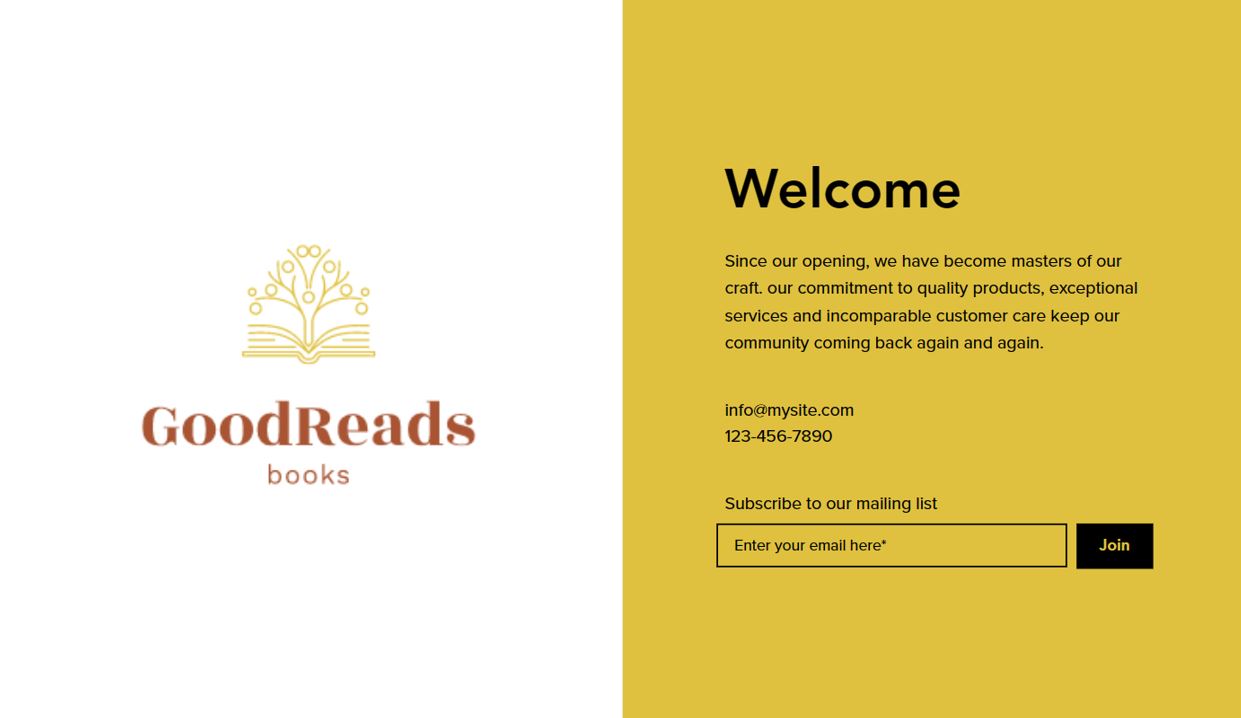 GoodReads
books
Welcome
Since our opening, we have become masters of our
craft. our commitment to quality products, exceptional
services and incomparable customer care keep our
community coming back again and again.
info@mysite.com
123-456-7890
Subscribe to our mailing list
Enter your email here*
Join